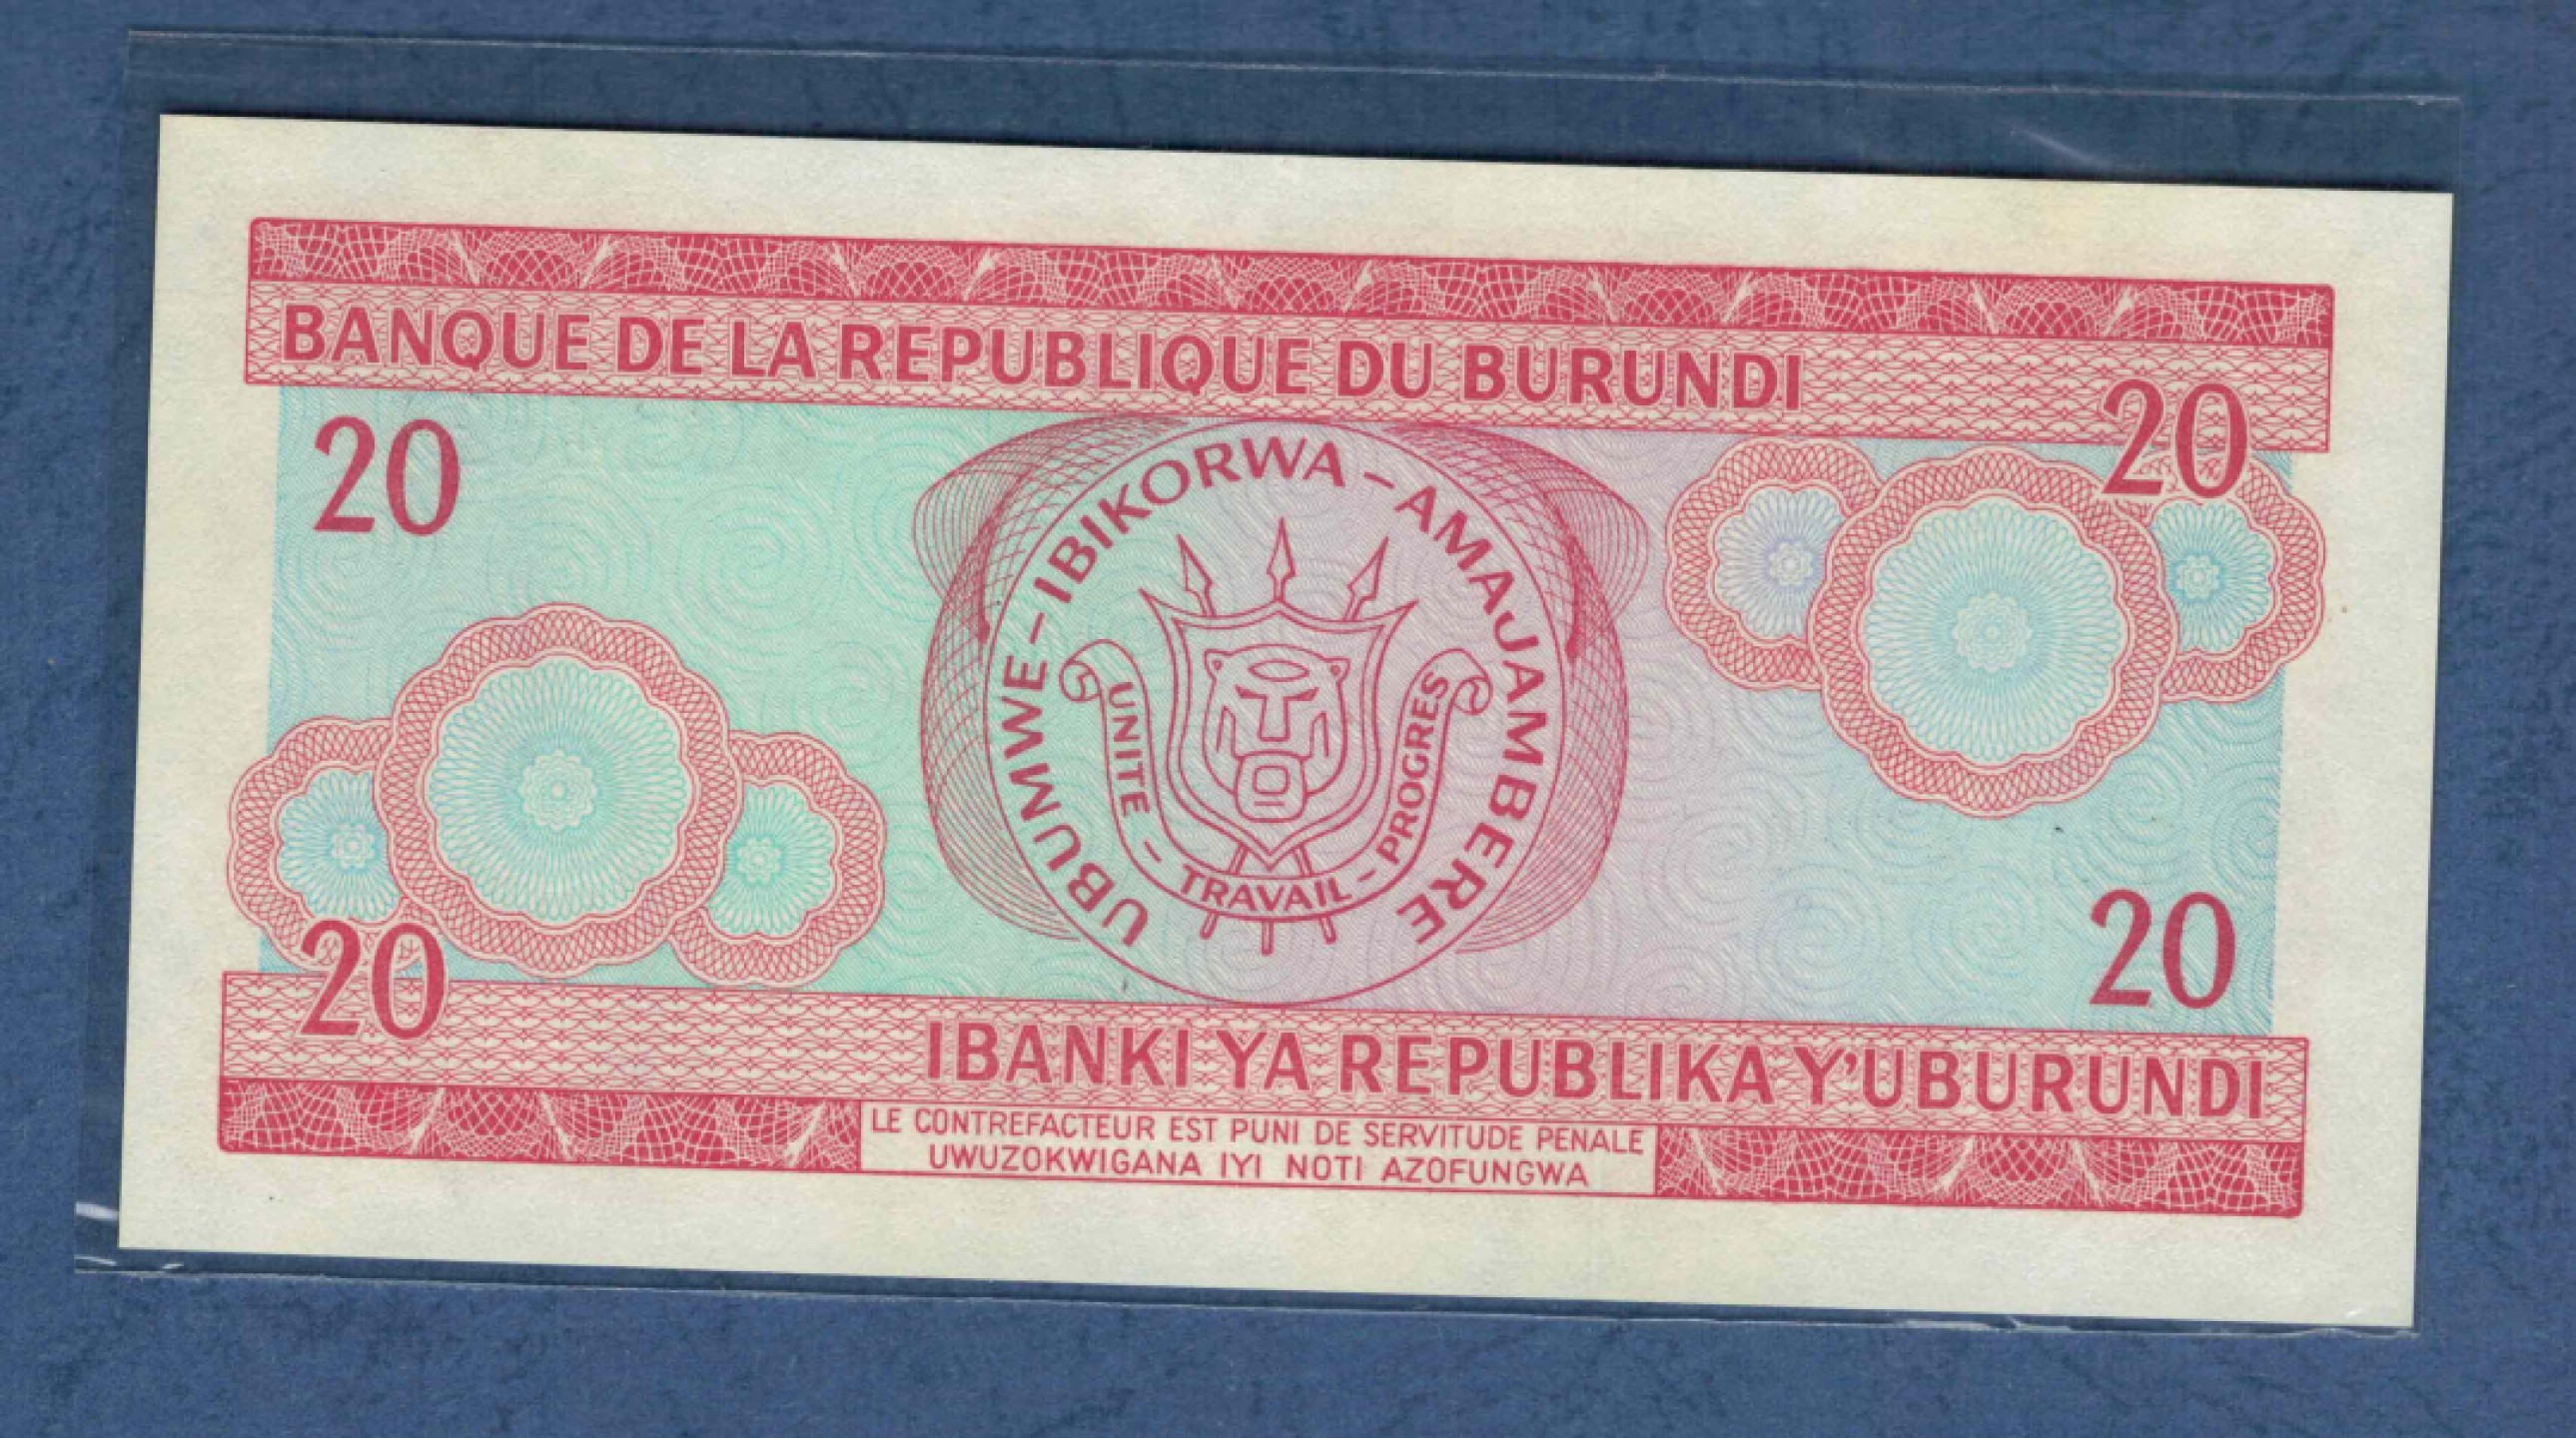 BANQUE DE LA REPUBLIQUE DU BURUNDI
20
20
UBUMWE - IBIKORWA - AMAJAMBERE
UNITE - TRAVAIL - PROGRES
20
20
IBANKI YA REPUBLIKA Y'UBURUNDI
LE CONTREFACTEUR EST PUNI DE SERVITUDE PENALE
UWUZOKWIGANA IYI NOTI AZOFUNGWA